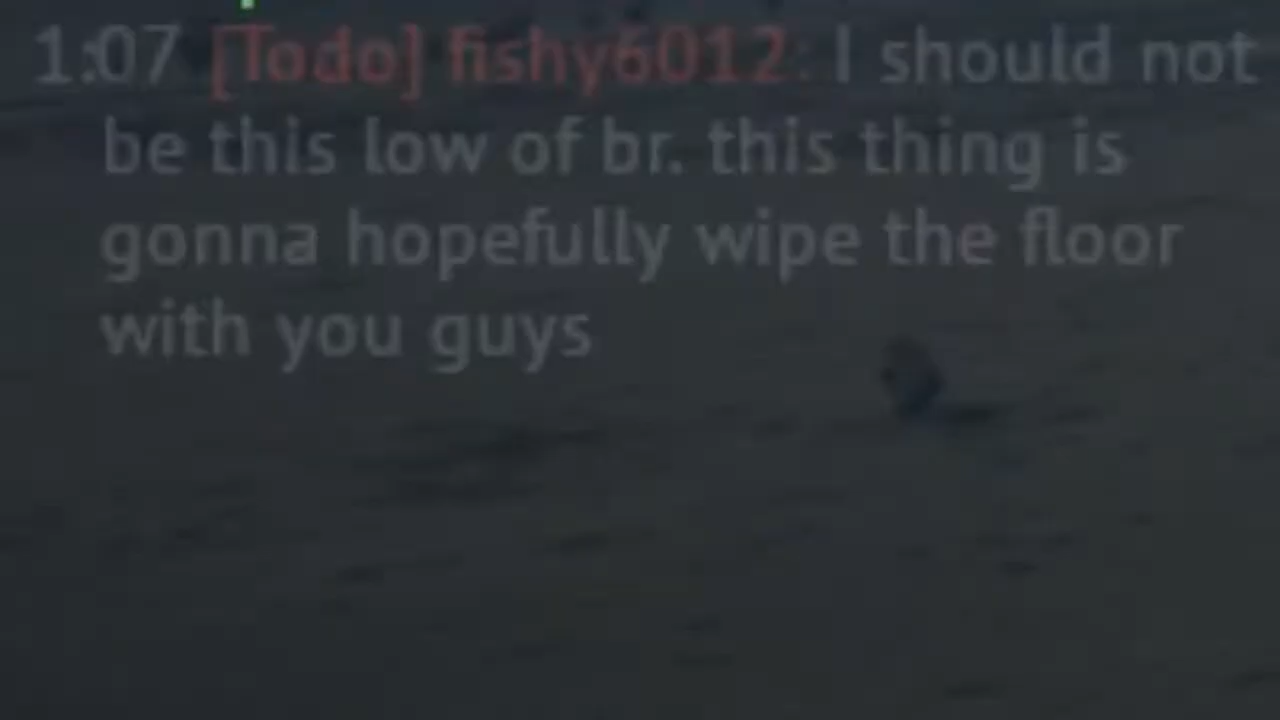 1:07 [Todo] fishy6012: I should not
be this low of br. this thing is
gonna hopefully wipe the floor
with you guys